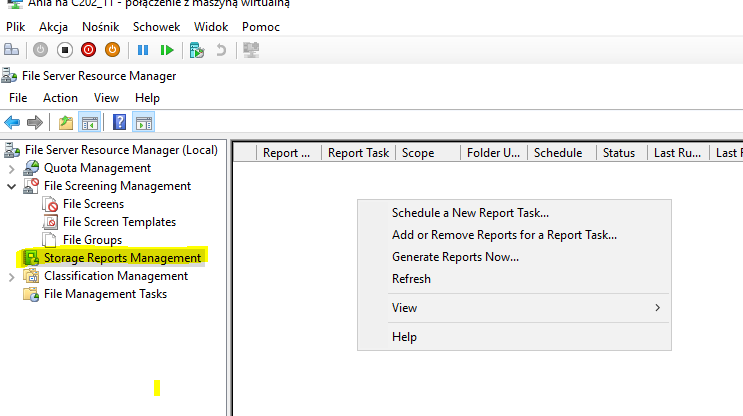 Ania na C202_11 - połączenie z maszyną wirtualną
Plik Akcja Nośnik Schowek Widok Pomoc
File Server Resource Manager
File Action View Help
File Server Resource Manager (Local)
Quota Management
File Screening Management
File Screens
File Screen Templates
File Groups
Storage Reports Management
Classification Management
File Management Tasks
Report ... Report Task Scope Folder U... Schedule Status Last Ru... Last
Schedule a New Report Task...
Add or Remove Reports for a Report Task...
Generate Reports Now...
Refresh
View
Help